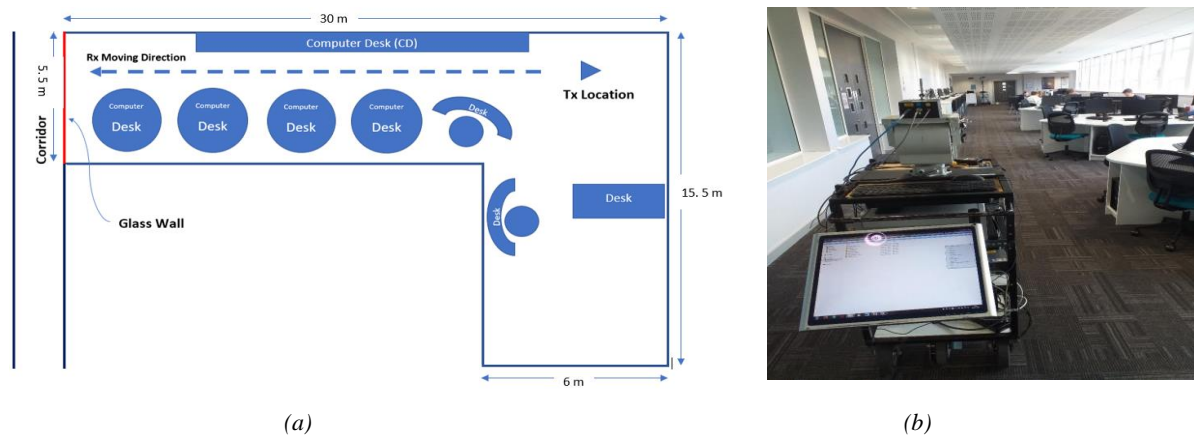 30 m
Computer Desk (CD)
Rx Moving Direction
5. 5 m
Tx Location
Computer
Desk
Computer
Desk
Computer
Desk
Computer
Desk
Desk
Corridor
15. 5 m
Desk
Desk
Glass Wall
6 m
(a)
(b)